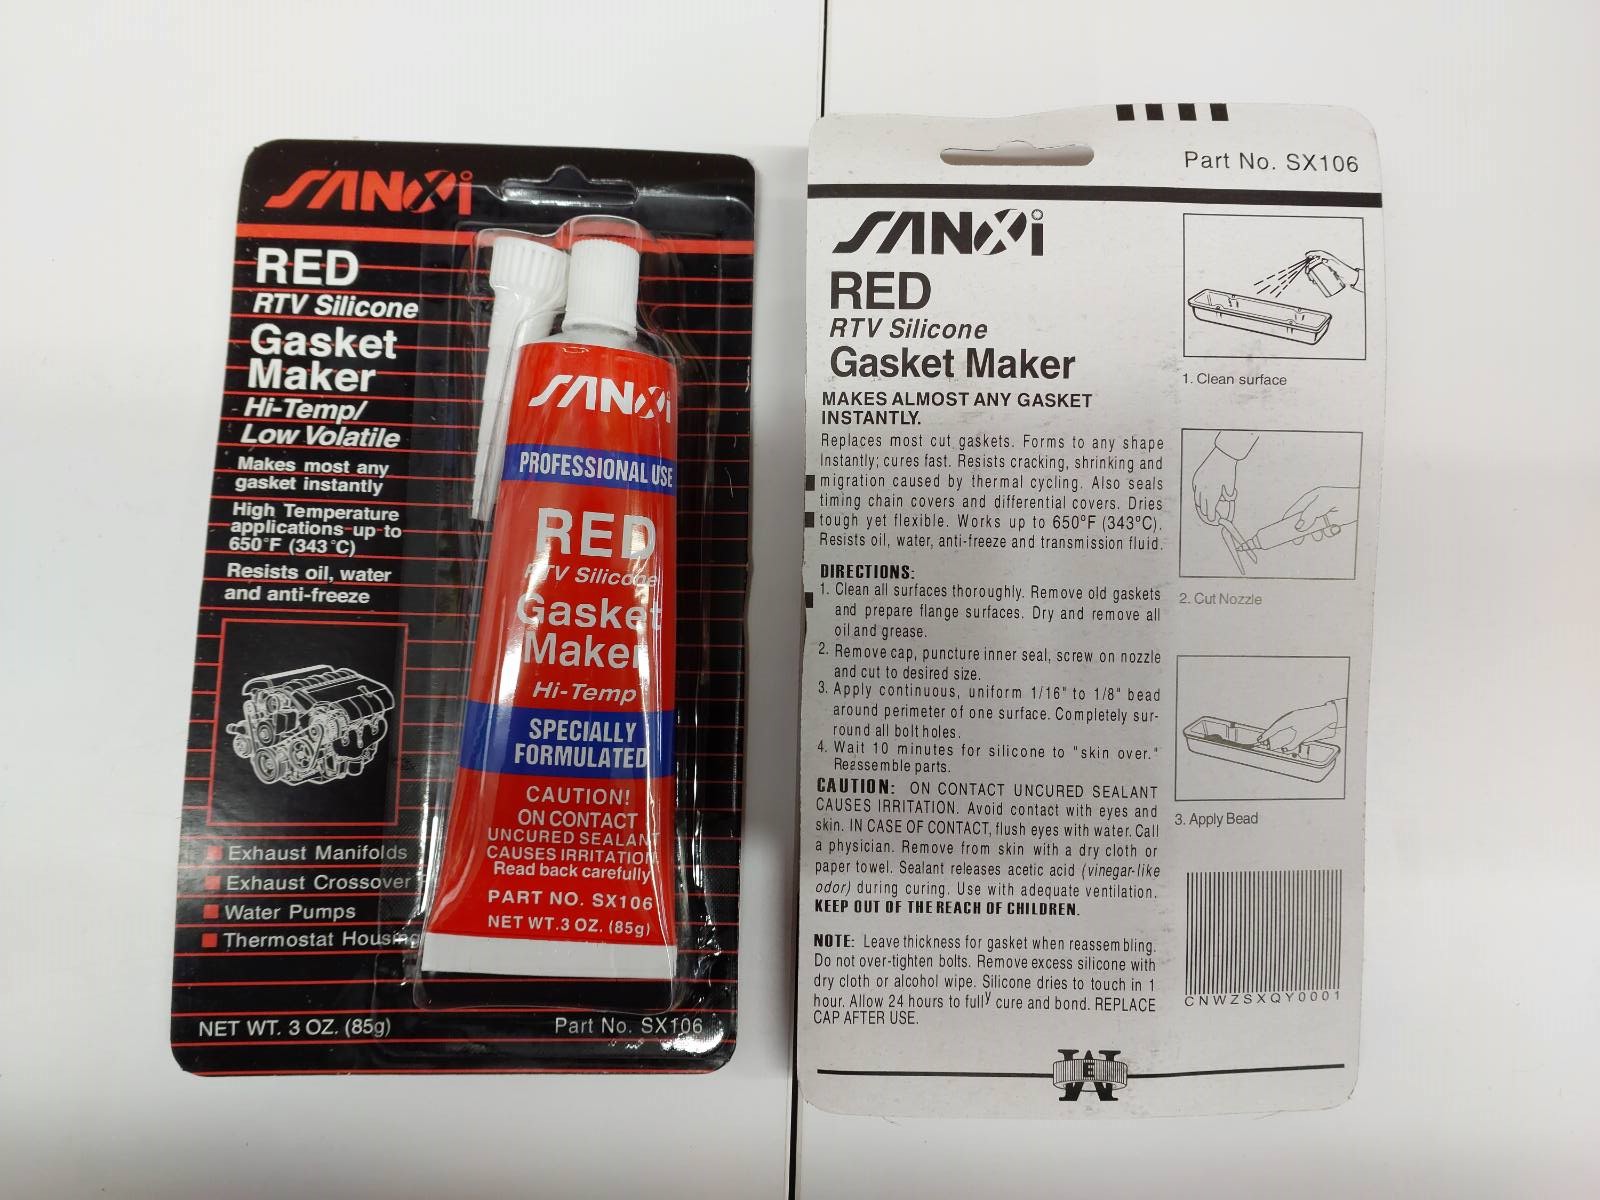 SANXi
RED
RTV Silicone
Gasket
Maker
Hi-Temp/
Low Volatile
Makes most any
gasket instantly
High Temperature
applications up to
650°F (343°C)
Resists oil, water
and anti-freeze
Exhaust Manifolds
Exhaust Crossover
Water Pumps
Thermostat Housing
NET WT. 3 OZ. (85g)
Part No. SX106
SANXi
PROFESSIONAL USE
RED
RTV Silicone
Gasket
Maker
Hi-Temp
SPECIALLY
FORMULATED
CAUTION!
ON CONTACT
UNCURED SEALANT
CAUSES IRRITATION
Read back carefully
PART NO. SX106
NET WT.3 OZ. (85g)
Part No. SX106
SANXi
RED
RTV Silicone
Gasket Maker
MAKES ALMOST ANY GASKET
INSTANTLY.
Replaces most cut gaskets. Forms to any shape
Instantly; cures fast. Resists cracking, shrinking and
migration caused by thermal cycling. Also seals
timing chain covers and differential covers. Dries
tough yet flexible. Works up to 650°F (343°C).
Resists oil, water, anti-freeze and transmission fluid.
DIRECTIONS:
1. Clean all surfaces thoroughly. Remove old gaskets
and prepare flange surfaces. Dry and remove all
oil and grease.
2. Remove cap, puncture inner seal, screw on nozzle
and cut to desired size.
3. Apply continuous, uniform 1/16" to 1/8" bead
around perimeter of one surface. Completely sur-
round all bolt holes.
4. Wait 10 minutes for silicone to "skin over."
Reassemble parts.
CAUTION: ON CONTACT UNCURED SEALANT
CAUSES IRRITATION. Avoid contact with eyes and
skin. IN CASE OF CONTACT, flush eyes with water. Call
a physician. Remove from skin with a dry cloth or
paper towel. Sealant releases acetic acid (vinegar-like
odor) during curing. Use with adequate ventilation.
KEEP OUT OF THE REACH OF CHILDREN.
NOTE: Leave thickness for gasket when reassembling.
Do not over-tighten bolts. Remove excess silicone with
dry cloth or alcohol wipe. Silicone dries to touch in 1
hour. Allow 24 hours to fully cure and bond. REPLACE
CAP AFTER USE.
1. Clean surface
2. Cut Nozzle
3. Apply Bead
CNWZSXQY0001
W
E